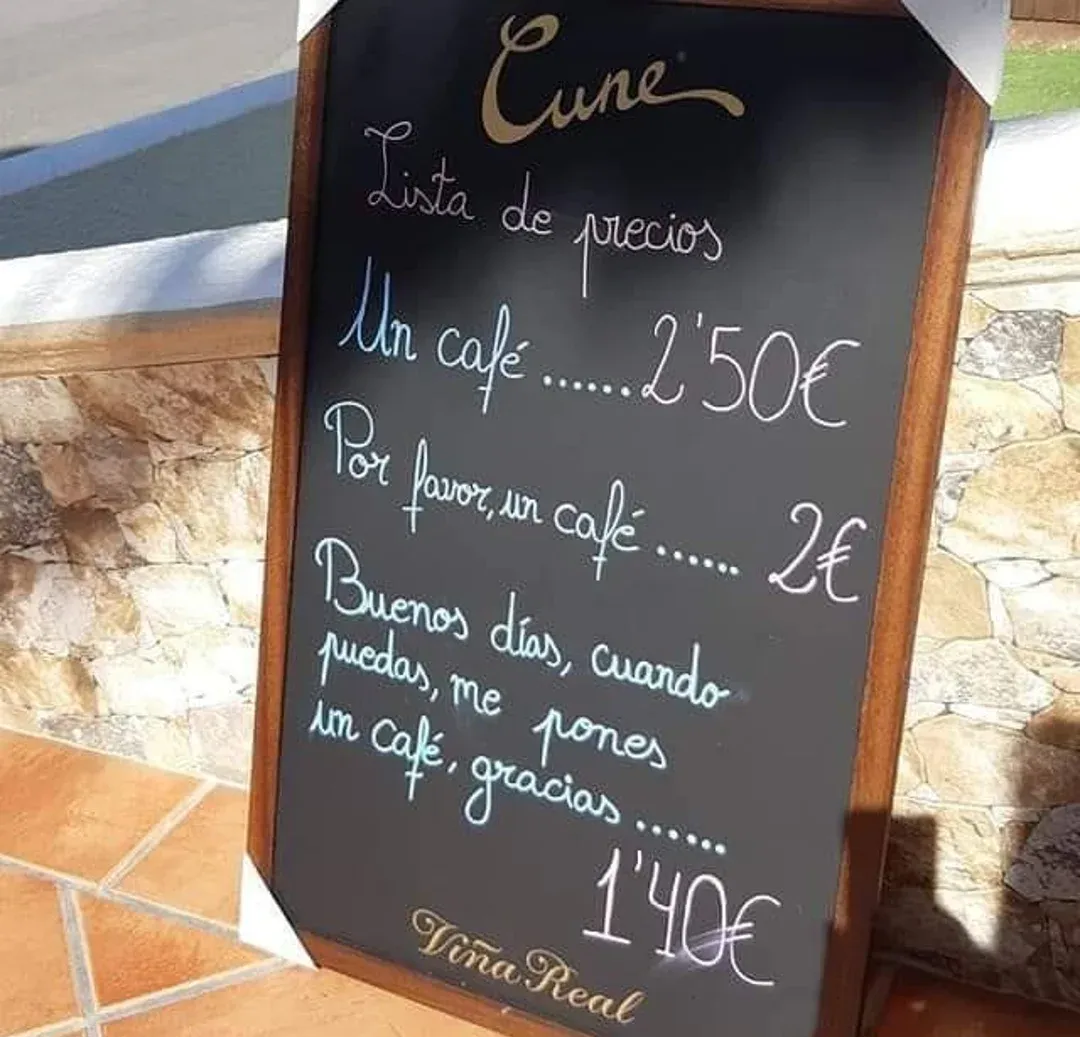 Cune
Lista de precios
Un café ...... 2'50€
Por favor, un café ...... 2€
Buenos días, cuando
puedas, me pones
un café, gracias ......
1'40€
Viña Real